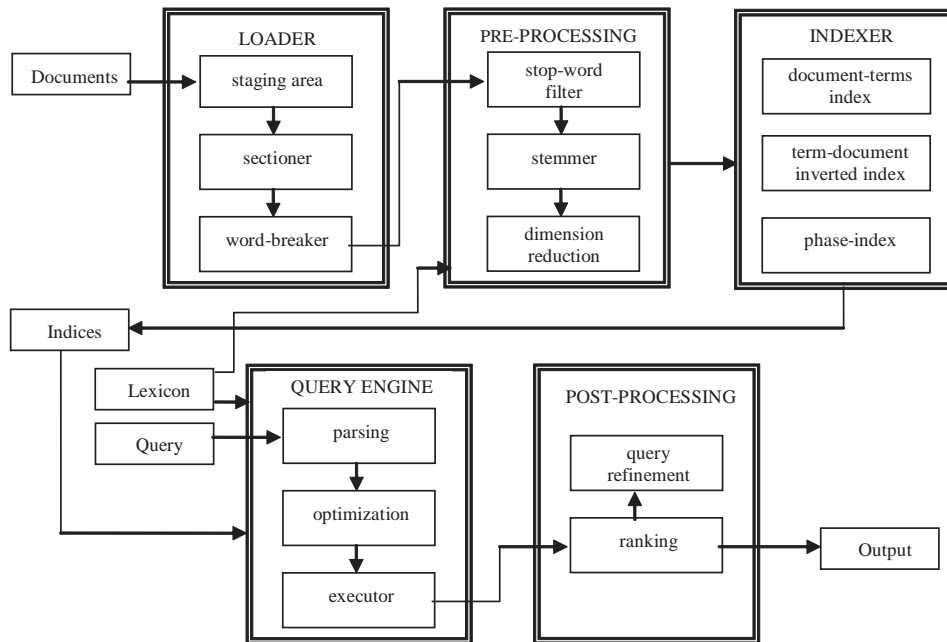 LOADER
Documents
staging area
sectioner
word-breaker
PRE-PROCESSING
stop-word
filter
stemmer
dimension
reduction
INDEXER
document-terms
index
term-document
inverted index
phase-index
Indices
Lexicon
Query
QUERY ENGINE
parsing
optimization
executor
POST-PROCESSING
query
refinement
ranking
Output